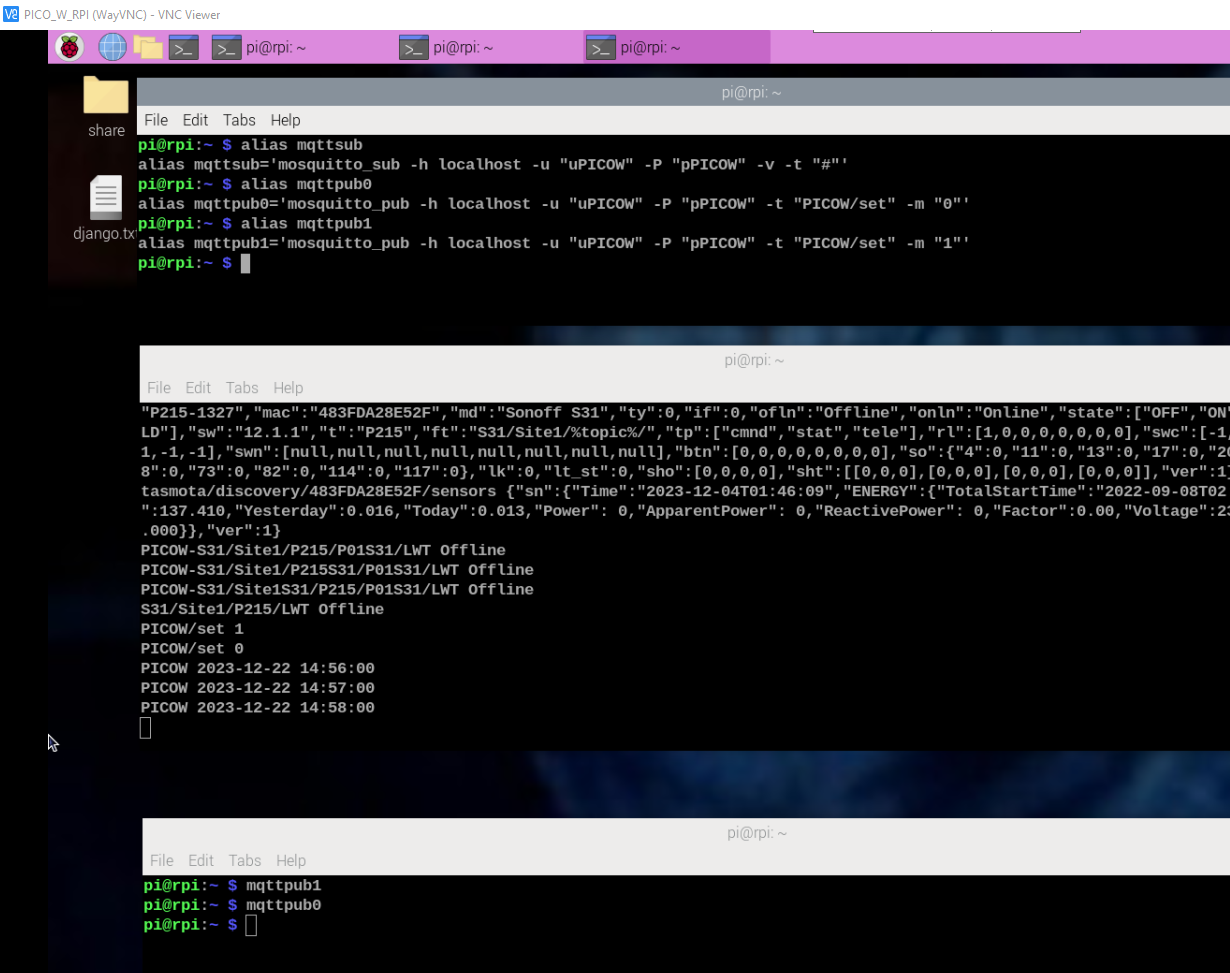 PICO_W_RPI (WayVNC) - VNC Viewer
pi@rpi: ~ pi@rpi: ~ pi@rpi: ~
share
django.txt
pi@rpi: ~
File Edit Tabs Help
pi@rpi:~ $ alias mqttsub
alias mqttsub='mosquitto_sub -h localhost -u "uPICOW" -P "pPICOW" -v -t "#"'
pi@rpi:~ $ alias mqttpub0
alias mqttpub0='mosquitto_pub -h localhost -u "uPICOW" -P "pPICOW" -t "PICOW/set" -m "0"'
pi@rpi:~ $ alias mqttpub1
alias mqttpub1='mosquitto_pub -h localhost -u "uPICOW" -P "pPICOW" -t "PICOW/set" -m "1"'
pi@rpi:~ $
pi@rpi: ~
File Edit Tabs Help
"P215-1327","mac":"483FDA28E52F","md":"Sonoff S31","ty":0,"if":0,"ofln":"Offline","onln":"Online","state":["OFF","ON"
LD"],"sw":"12.1.1","t":"P215","ft":"S31/Site1/%topic%/","tp":["cmnd","stat","tele"],"rl":[1,0,0,0,0,0,0,0],"swc":[-1,
1,-1,-1],"swn":[null,null,null,null,null,null,null,null],"btn":[0,0,0,0,0,0,0,0],"so":{"4":0,"11":0,"13":0,"17":0,"20
8":0,"73":0,"82":0,"114":0,"117":0},"lk":0,"lt_st":0,"sho":[0,0,0,0],"sht":[[0,0,0],[0,0,0],[0,0,0],[0,0,0]],"ver":1}
tasmota/discovery/483FDA28E52F/sensors {"sn":{"Time":"2023-12-04T01:46:09","ENERGY":{"TotalStartTime":"2022-09-08T02
":137.410,"Yesterday":0.016,"Today":0.013,"Power": 0,"ApparentPower": 0,"ReactivePower": 0,"Factor":0.00,"Voltage":23
.000}},"ver":1}
PICOW-S31/Site1/P215/P01S31/LWT Offline
PICOW-S31/Site1/P215S31/P01S31/LWT Offline
PICOW-S31/Site1S31/P215/P01S31/LWT Offline
S31/Site1/P215/LWT Offline
PICOW/set 1
PICOW/set 0
PICOW 2023-12-22 14:56:00
PICOW 2023-12-22 14:57:00
PICOW 2023-12-22 14:58:00
pi@rpi: ~
File Edit Tabs Help
pi@rpi:~ $ mqttpub1
pi@rpi:~ $ mqttpub0
pi@rpi:~ $